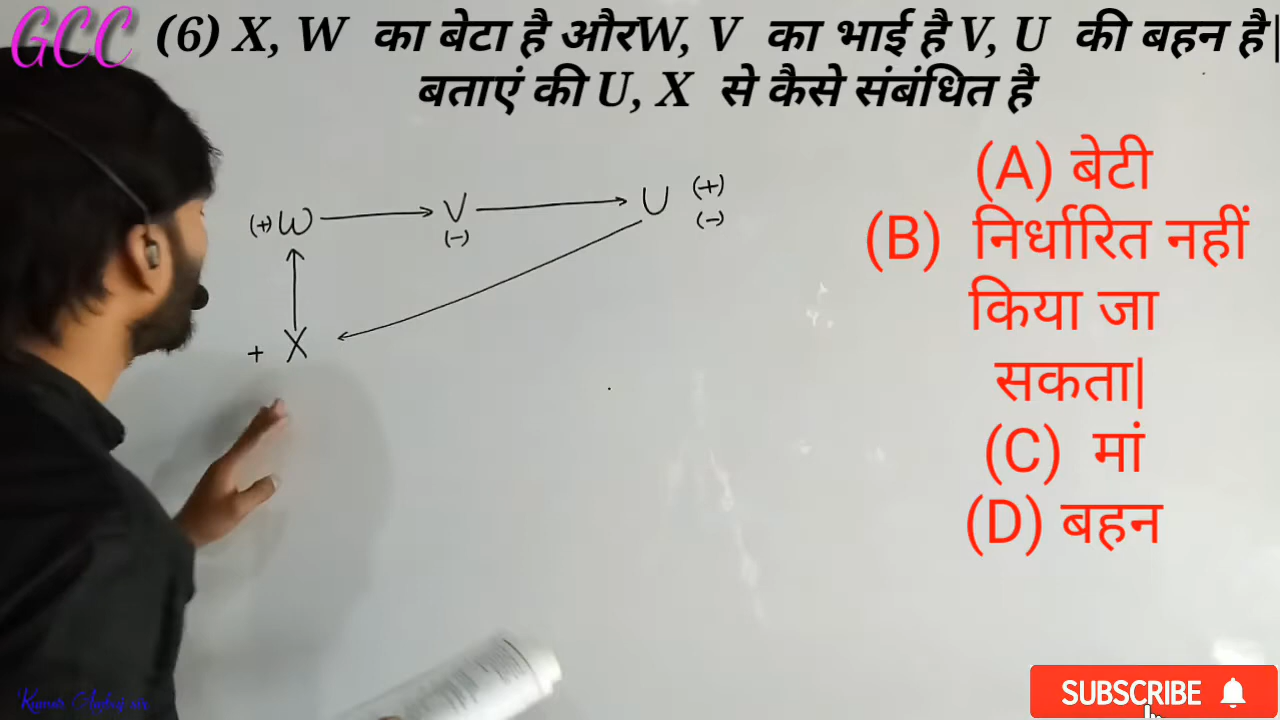 GCC (6) X, W का बेटा है औरW, V का भाई है V, U की बहन है|
बताएं की U, X से कैसे संबंधित है
(A) बेटी
(B) निर्धारित नहीं
किया जा
सकता|
(C) मां
(D) बहन
(+) W V U (+)
(-) (-)
+ X
SUBSCRIBE